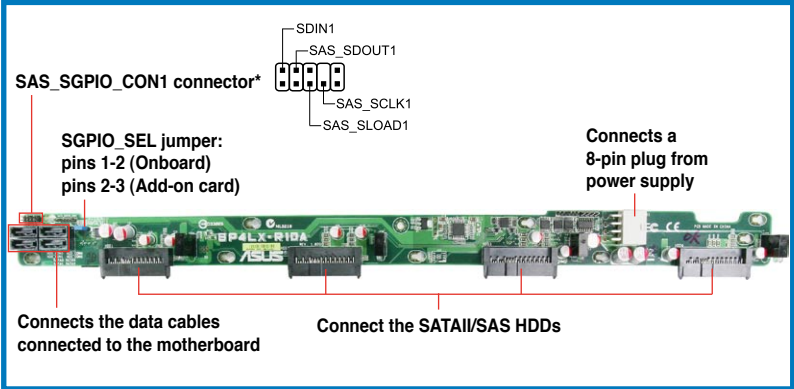 SDIN1
SAS_SDOUT1
SAS_SGPIO_CON1 connector*
SAS_SCLK1
SAS_SLOAD1
SGPIO_SEL jumper:
pins 1-2 (Onboard)
pins 2-3 (Add-on card)
Connects a
8-pin plug from
power supply
BP4LX-R10A
ASUS
Connects the data cables
connected to the motherboard
Connect the SATAII/SAS HDDs